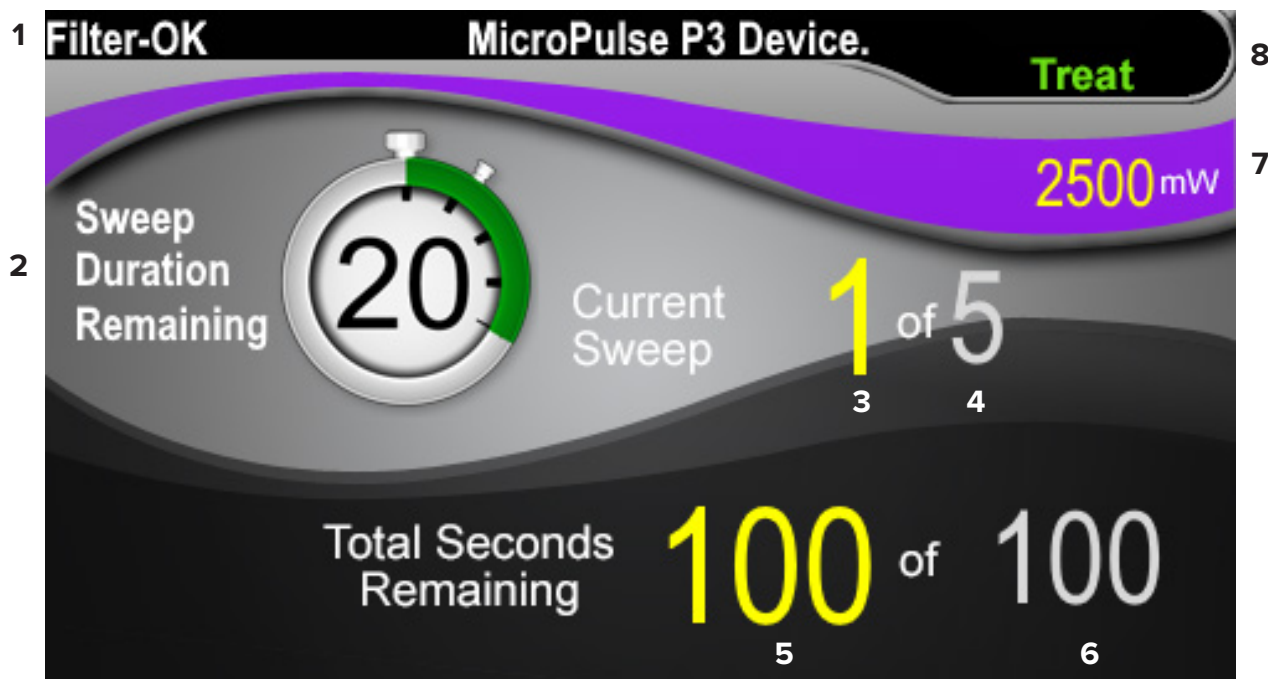 1 Filter-OK MicroPulse P3 Device. 8
Treat
7
2500 mW
2
Sweep
Duration
Remaining
20
Current
Sweep
1 of 5
3 4
Total Seconds
Remaining
100 of 100
5 6